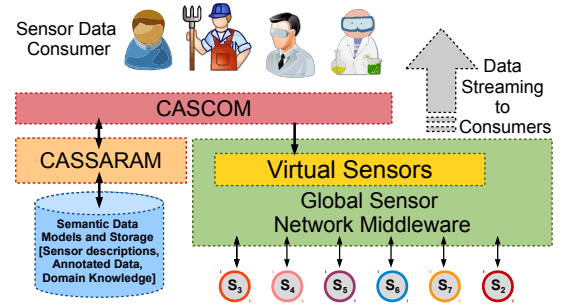 Sensor Data
Consumer
Data
Streaming
to
Consumers
CASCOM
CASSARAM
Virtual Sensors
Global Sensor
Network Middleware
Semantic Data
Models and Storage
[Sensor descriptions,
Annotated Data,
Domain Knowledge]
S₃
S₄
S₅
S₆
S₇
S₂